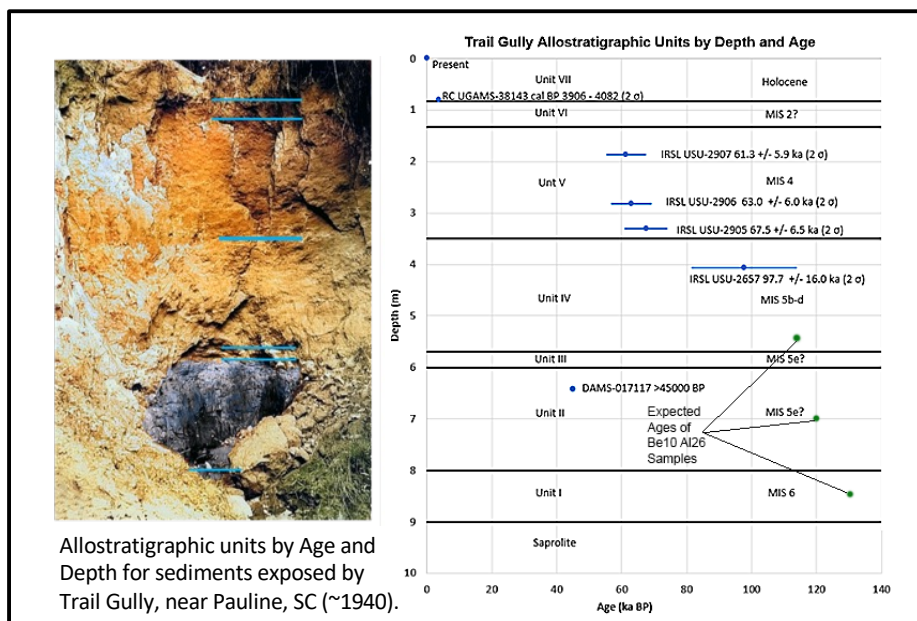 Trail Gully Allostratigraphic Units by Depth and Age
0
Present
Unit VII
Holocene
RC UGAMS-38143 cal BP 3906 - 4082 (2 σ)
1
Unit VI
MIS 2?
2
IRSL USU-2907 61.3 +/- 5.9 ka (2 σ)
Unt V
MIS 4
IRSL USU-2906 63.0 +/- 6.0 ka (2 σ)
3
IRSL USU-2905 67.5 +/- 6.5 ka (2 σ)
4
IRSL USU-2657 97.7 +/- 16.0 ka (2 σ)
Unit IV
MIS 5b-d
5
Depth (m)
Unit III
MIS 5e?
6
DAMS-017117 >45000 BP
Unit II
MIS 5e?
Expected
Ages of
Be10 Al26
Samples
7
8
Unit I
MIS 6
9
Saprolite
10
0 20 40 60 80 100 120 140
Age (ka BP)
Allostratigraphic units by Age and
Depth for sediments exposed by
Trail Gully, near Pauline, SC (~1940).